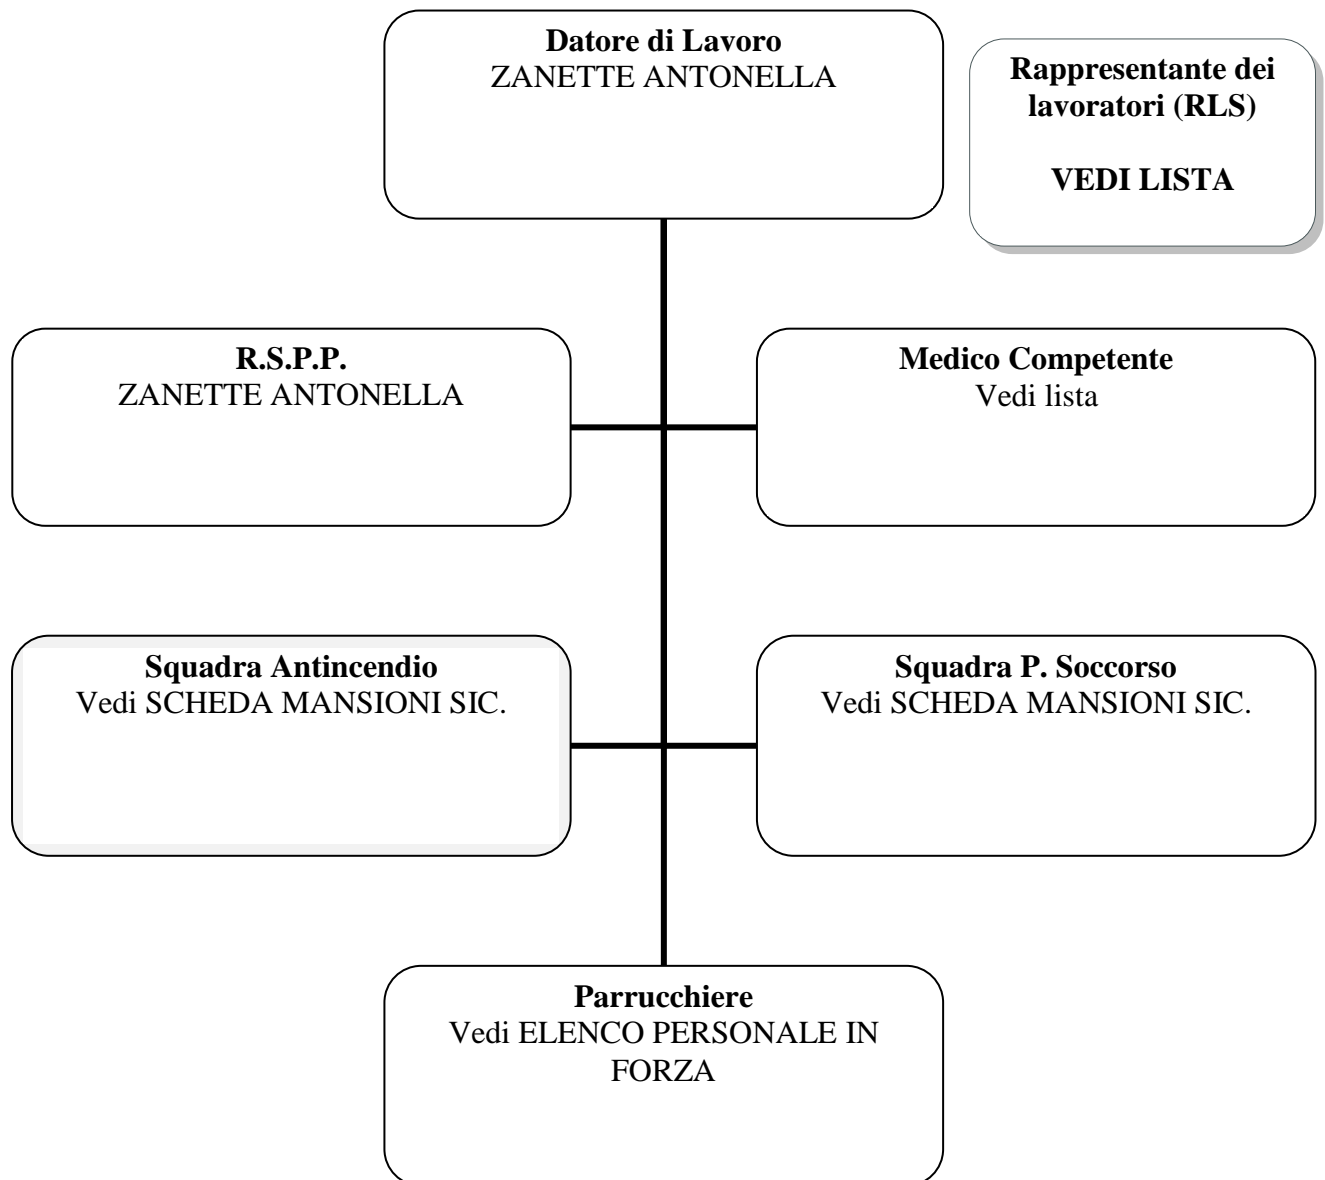 Datore di Lavoro
ZANETTE ANTONELLA
Rappresentante dei
lavoratori (RLS)
VEDI LISTA
R.S.P.P.
ZANETTE ANTONELLA
Medico Competente
Vedi lista
Squadra Antincendio
Vedi SCHEDA MANSIONI SIC.
Squadra P. Soccorso
Vedi SCHEDA MANSIONI SIC.
Parrucchiere
Vedi ELENCO PERSONALE IN
FORZA